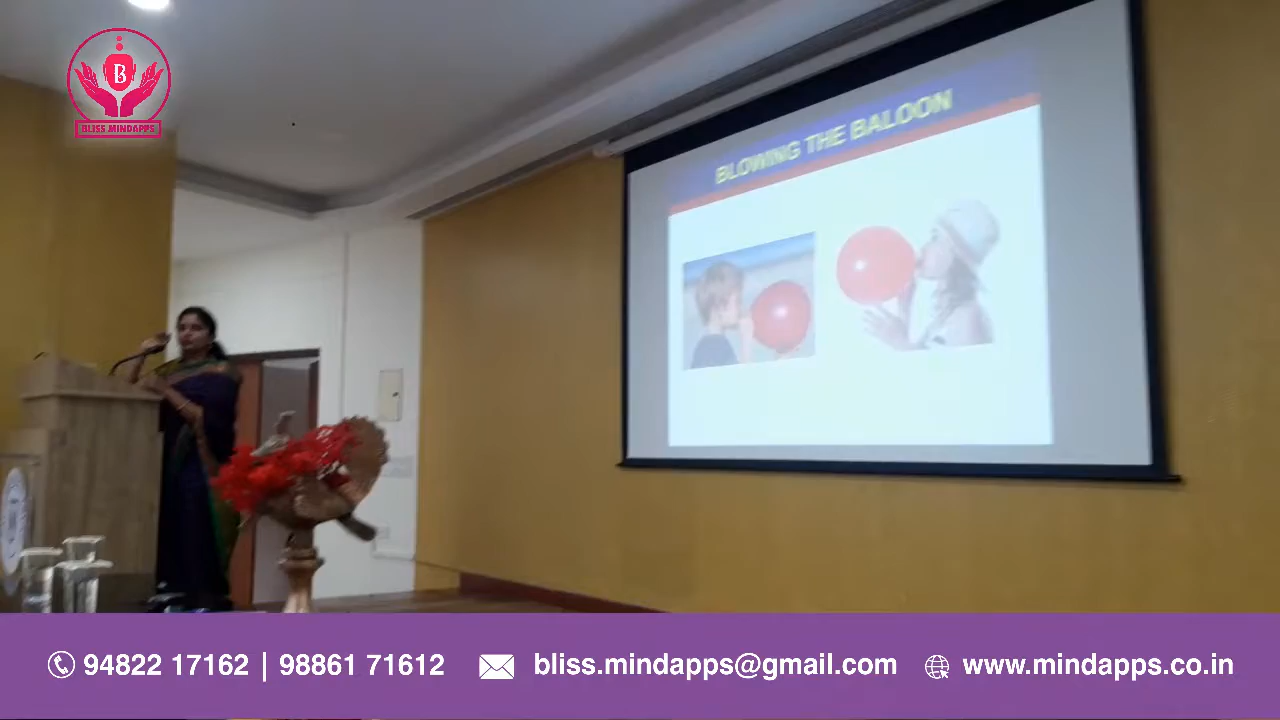 B
BLISS MINDAPPS
BLOWING THE BALOON
94822 17162 | 98861 71612
bliss.mindapps@gmail.com
www.mindapps.co.in